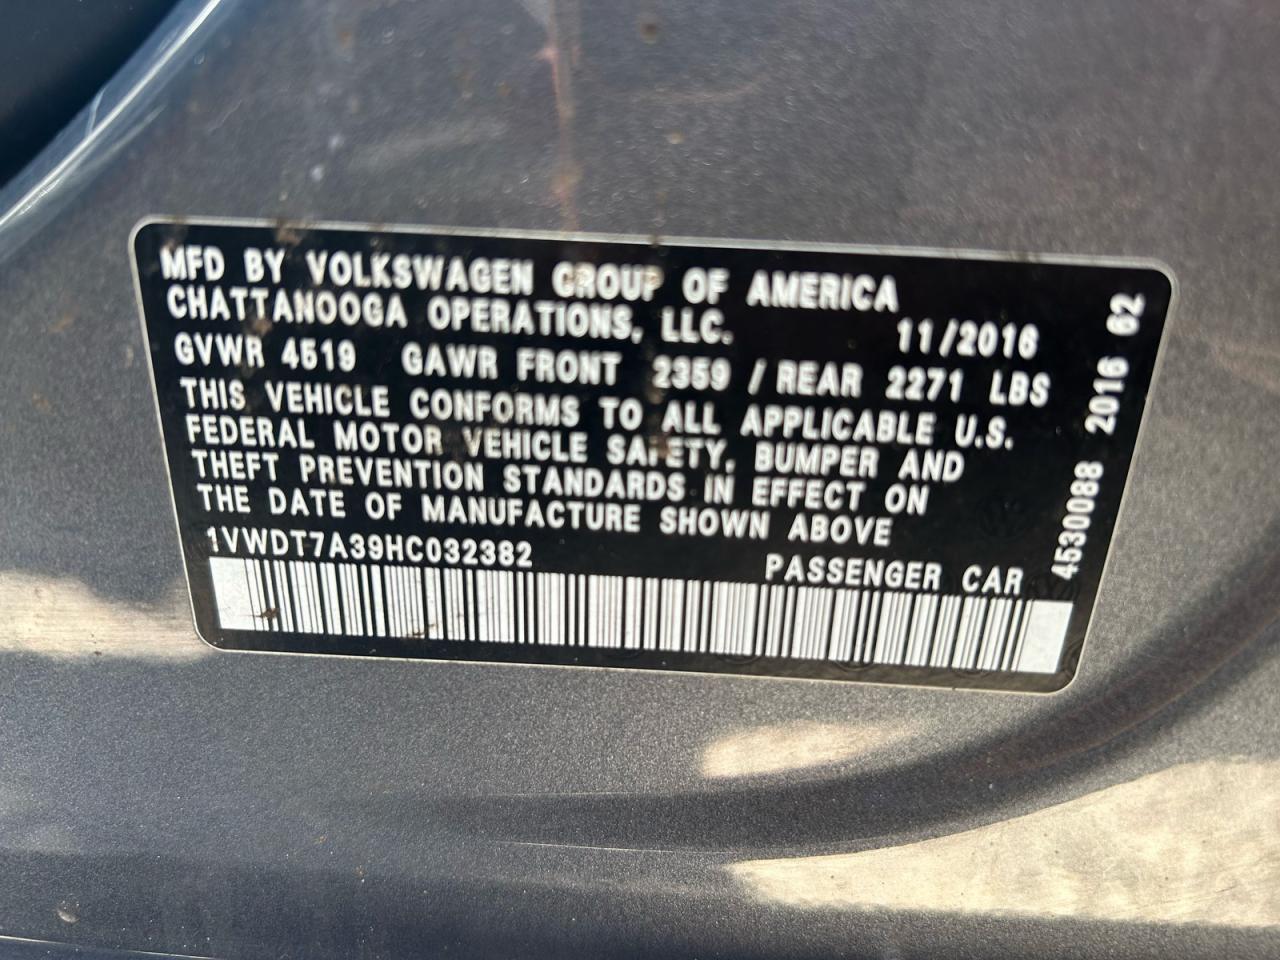 MFD BY VOLKSWAGEN GROUP OF AMERICA
CHATTANOOGA OPERATIONS, LLC. 11/2016
GVWR 4519 GAWR FRONT 2359 / REAR 2271 LBS
THIS VEHICLE CONFORMS TO ALL APPLICABLE U.S.
FEDERAL MOTOR VEHICLE SAFETY, BUMPER AND
THEFT PREVENTION STANDARDS IN EFFECT ON
THE DATE OF MANUFACTURE SHOWN ABOVE
1VWDT7A39HC032382 PASSENGER CAR
4530088 2016 62